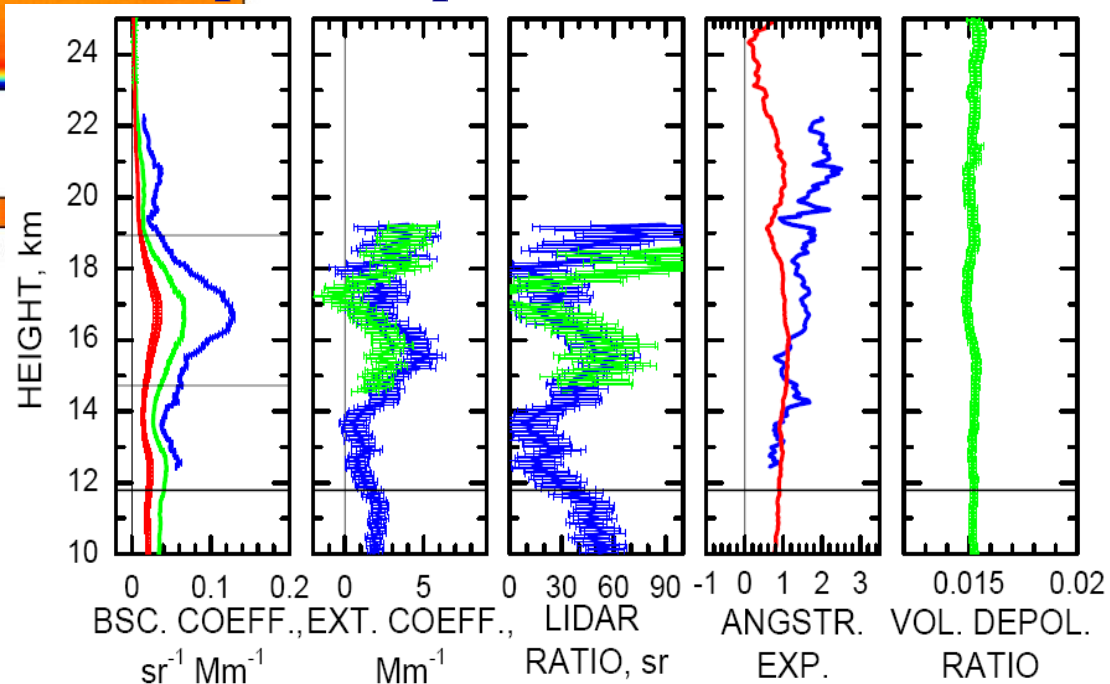 24
22
20
18
16
14
12
10
HEIGHT, km
0 0.1 0.2
0 5
0 30 60 90
-1 0 1 2 3
0.015 0.02
BSC. COEFF., EXT. COEFF., LIDAR ANGSTR. VOL. DEPOL.
sr⁻¹ Mm⁻¹ Mm⁻¹ RATIO, sr EXP. RATIO